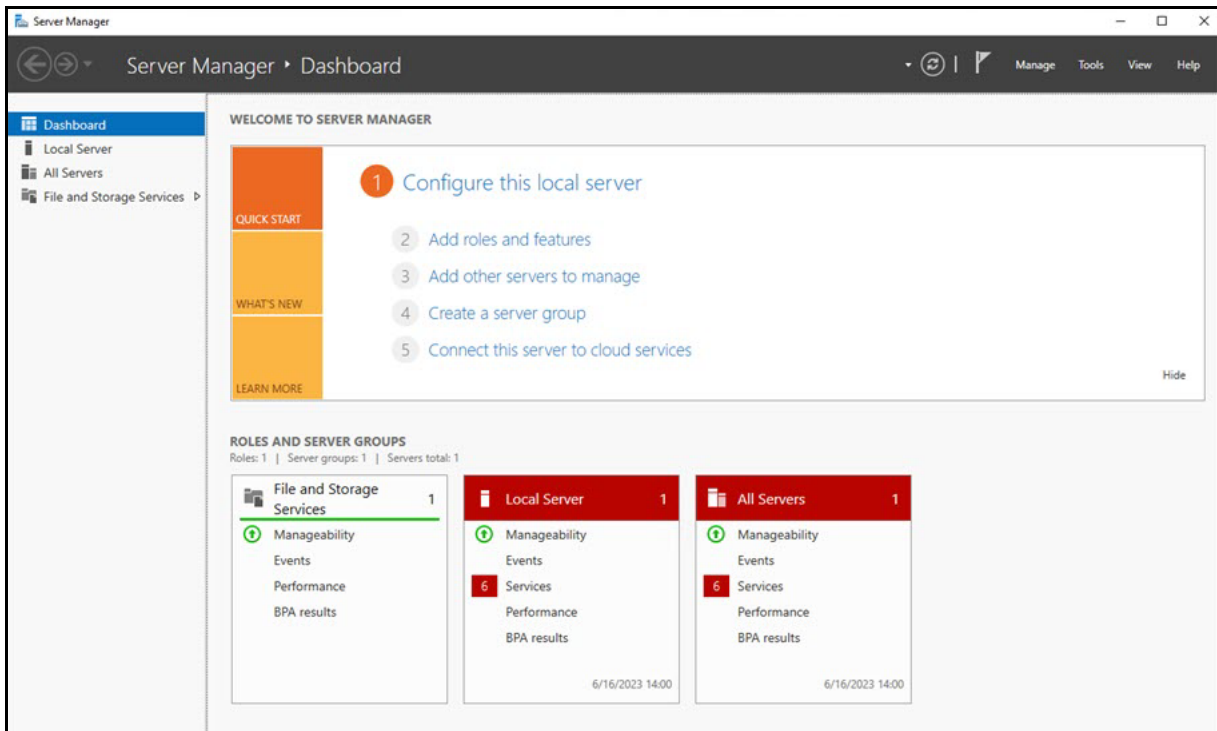 Server Manager
Server Manager ‣ Dashboard
Manage Tools View Help
Dashboard
Local Server
All Servers
File and Storage Services
WELCOME TO SERVER MANAGER
QUICK START
WHAT'S NEW
LEARN MORE
1 Configure this local server
2 Add roles and features
3 Add other servers to manage
4 Create a server group
5 Connect this server to cloud services
Hide
ROLES AND SERVER GROUPS
Roles: 1 | Server groups: 1 | Servers total: 1
File and Storage
Services
1
Manageability
Events
Performance
BPA results
Local Server 1
Manageability
Events
6 Services
Performance
BPA results
6/16/2023 14:00
All Servers 1
Manageability
Events
6 Services
Performance
BPA results
6/16/2023 14:00